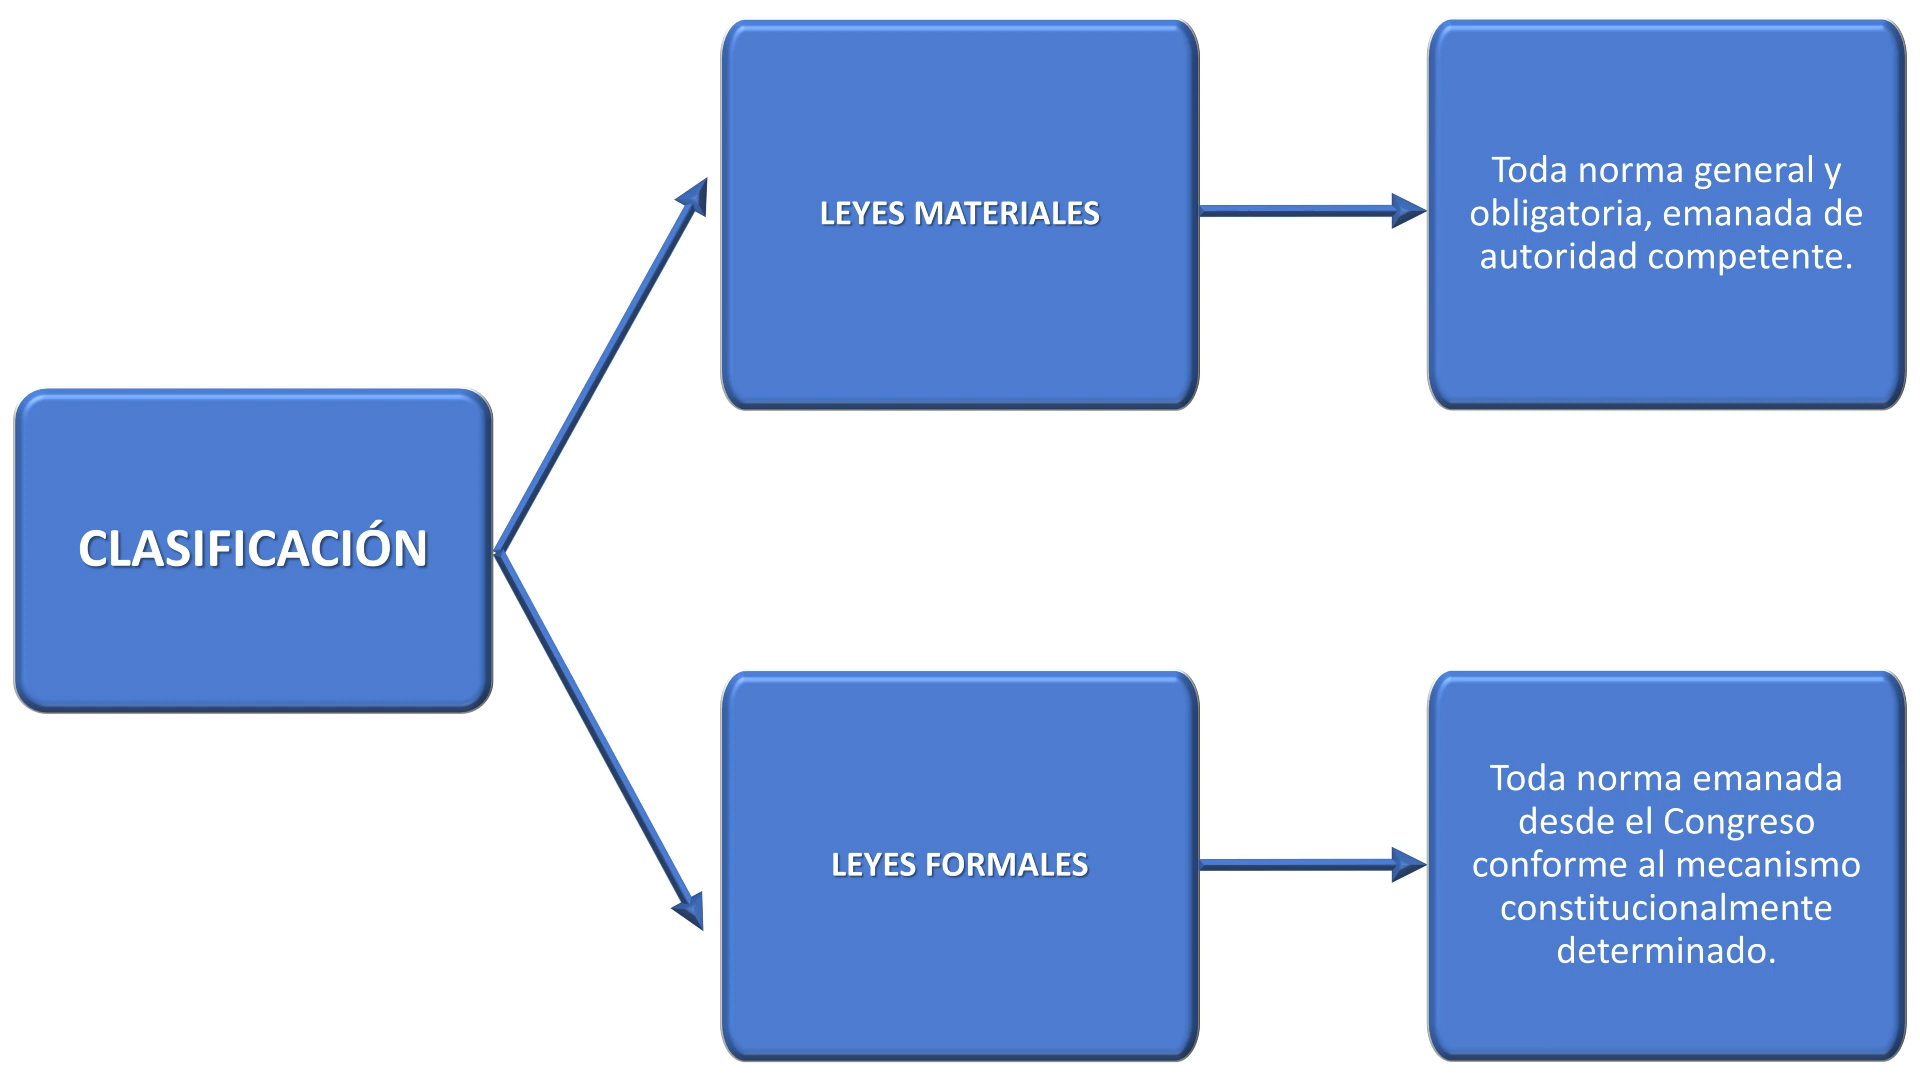 CLASIFICACIÓN
LEYES MATERIALES
Toda norma general y
obligatoria, emanada de
autoridad competente.
LEYES FORMALES
Toda norma emanada
desde el Congreso
conforme al mecanismo
constitucionalmente
determinado.